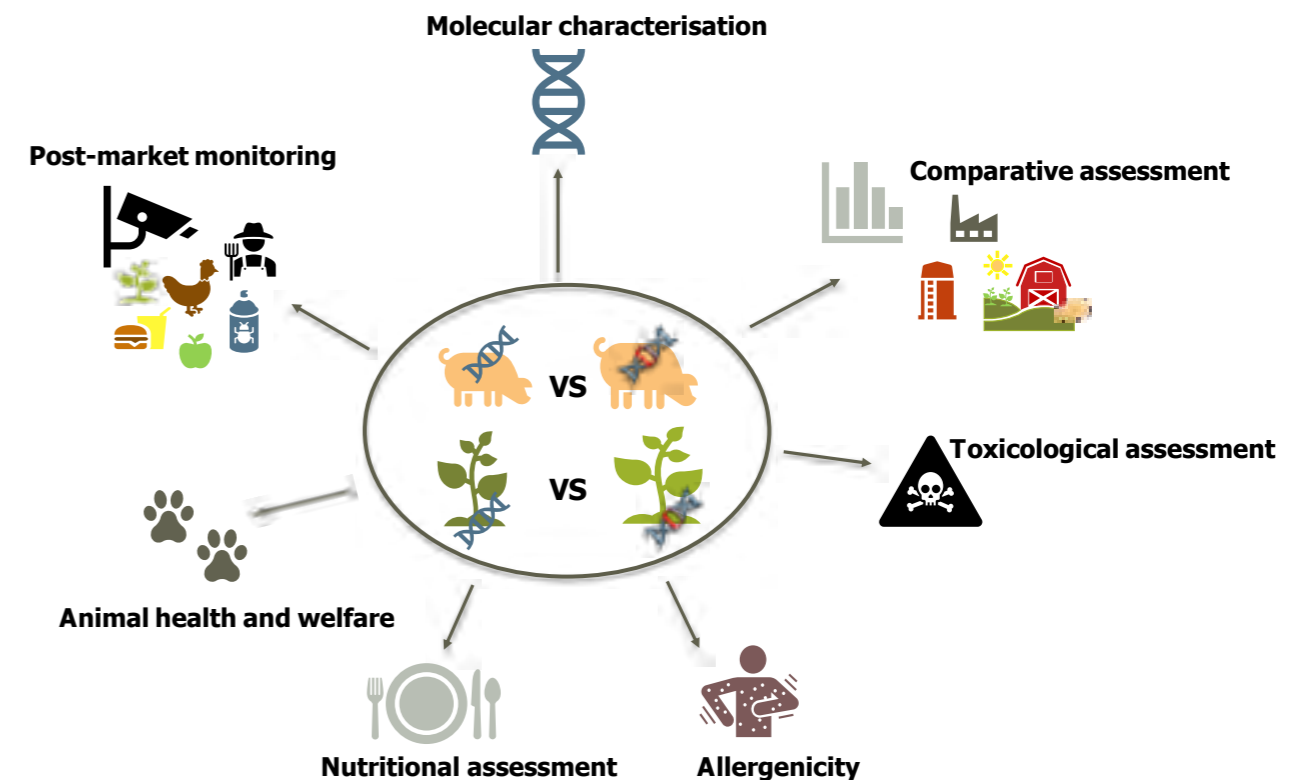 Molecular characterisation
Post-market monitoring
Comparative assessment
VS
Toxicological assessment
VS
Animal health and welfare
Nutritional assessment
Allergenicity